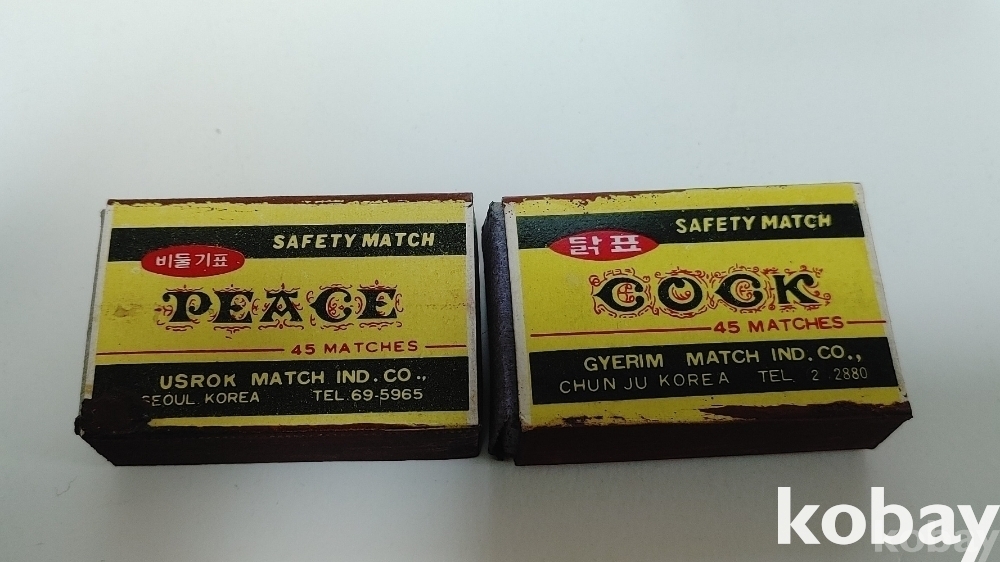 SAFETY MATCH
비둘기표
PEACE
45 MATCHES
USROK MATCH IND. CO.,
SEOUL. KOREA TEL. 69-5965
SAFETY MATCH
닭표
COCK
45 MATCHES
GYERIM MATCH IND. CO.,
CHUN JU KOREA TEL 2.2880
kobay
kobay